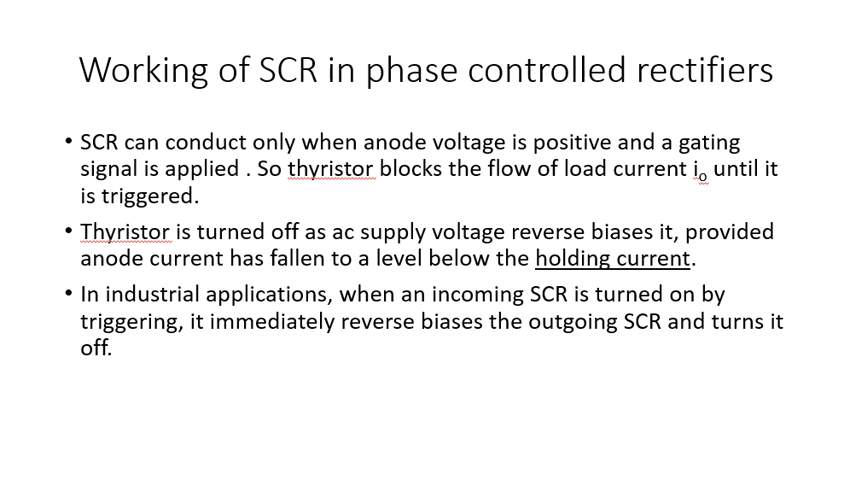 Working of SCR in phase controlled rectifiers
• SCR can conduct only when anode voltage is positive and a gating
signal is applied . So thyristor blocks the flow of load current io until it
is triggered.
• Thyristor is turned off as ac supply voltage reverse biases it, provided
anode current has fallen to a level below the holding current.
• In industrial applications, when an incoming SCR is turned on by
triggering, it immediately reverse biases the outgoing SCR and turns it
off.